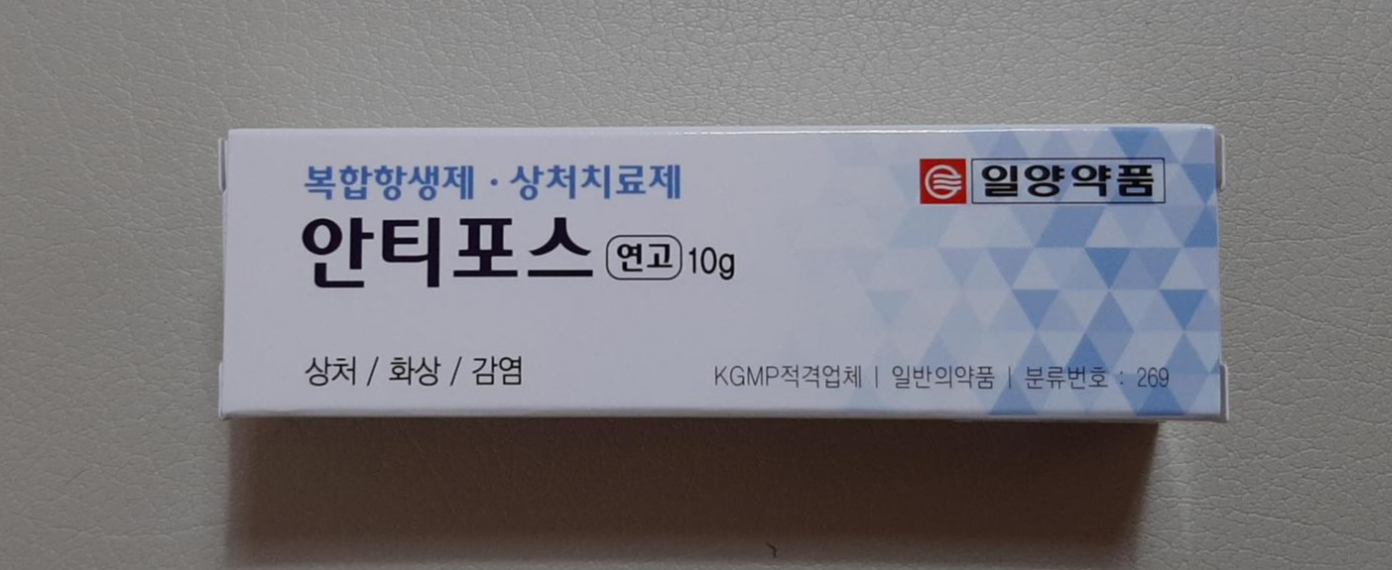 복합항생제 · 상처치료제
일양약품
안티포스 연고 10g
상처 / 화상 / 감염
KGMP적격업체 | 일반의약품 | 분류번호 : 269